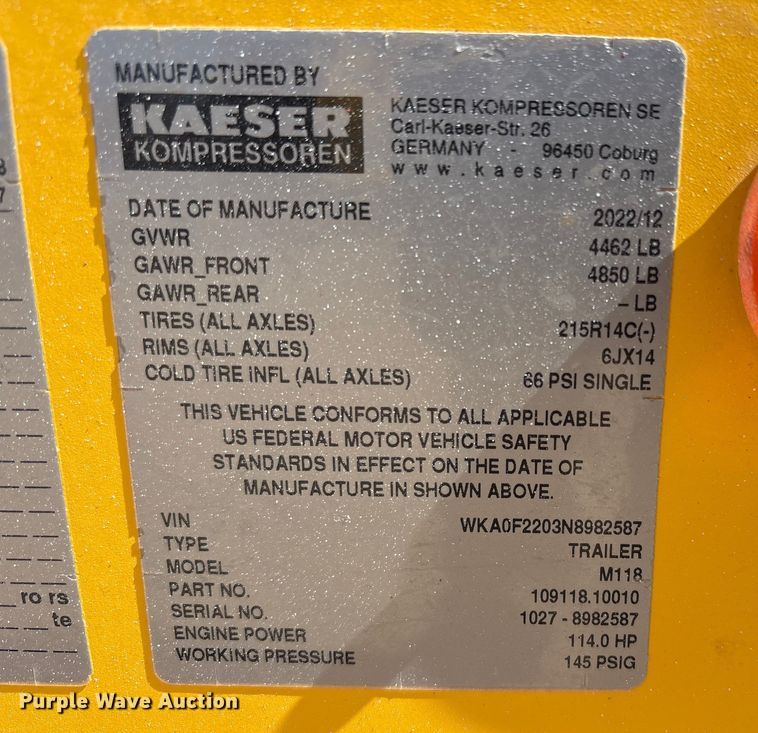 MANUFACTURED BY
KAESER
KOMPRESSOREN
KAESER KOMPRESSOREN SE
Carl-Kaeser-Str. 26
GERMANY - 96450 Coburg
www.kaeser.com
DATE OF MANUFACTURE 2022/12
GVWR 4462 LB
GAWR_FRONT 4850 LB
GAWR_REAR – LB
TIRES (ALL AXLES) 215R14C(-)
RIMS (ALL AXLES) 6JX14
COLD TIRE INFL (ALL AXLES) 66 PSI SINGLE
THIS VEHICLE CONFORMS TO ALL APPLICABLE
US FEDERAL MOTOR VEHICLE SAFETY
STANDARDS IN EFFECT ON THE DATE OF
MANUFACTURE IN SHOWN ABOVE.
VIN WKA0F2203N8982587
TYPE TRAILER
MODEL M118
PART NO. 109118.10010
SERIAL NO. 1027 - 8982587
ENGINE POWER 114.0 HP
WORKING PRESSURE 145 PSIG
ro rs
te
Purple Wave Auction